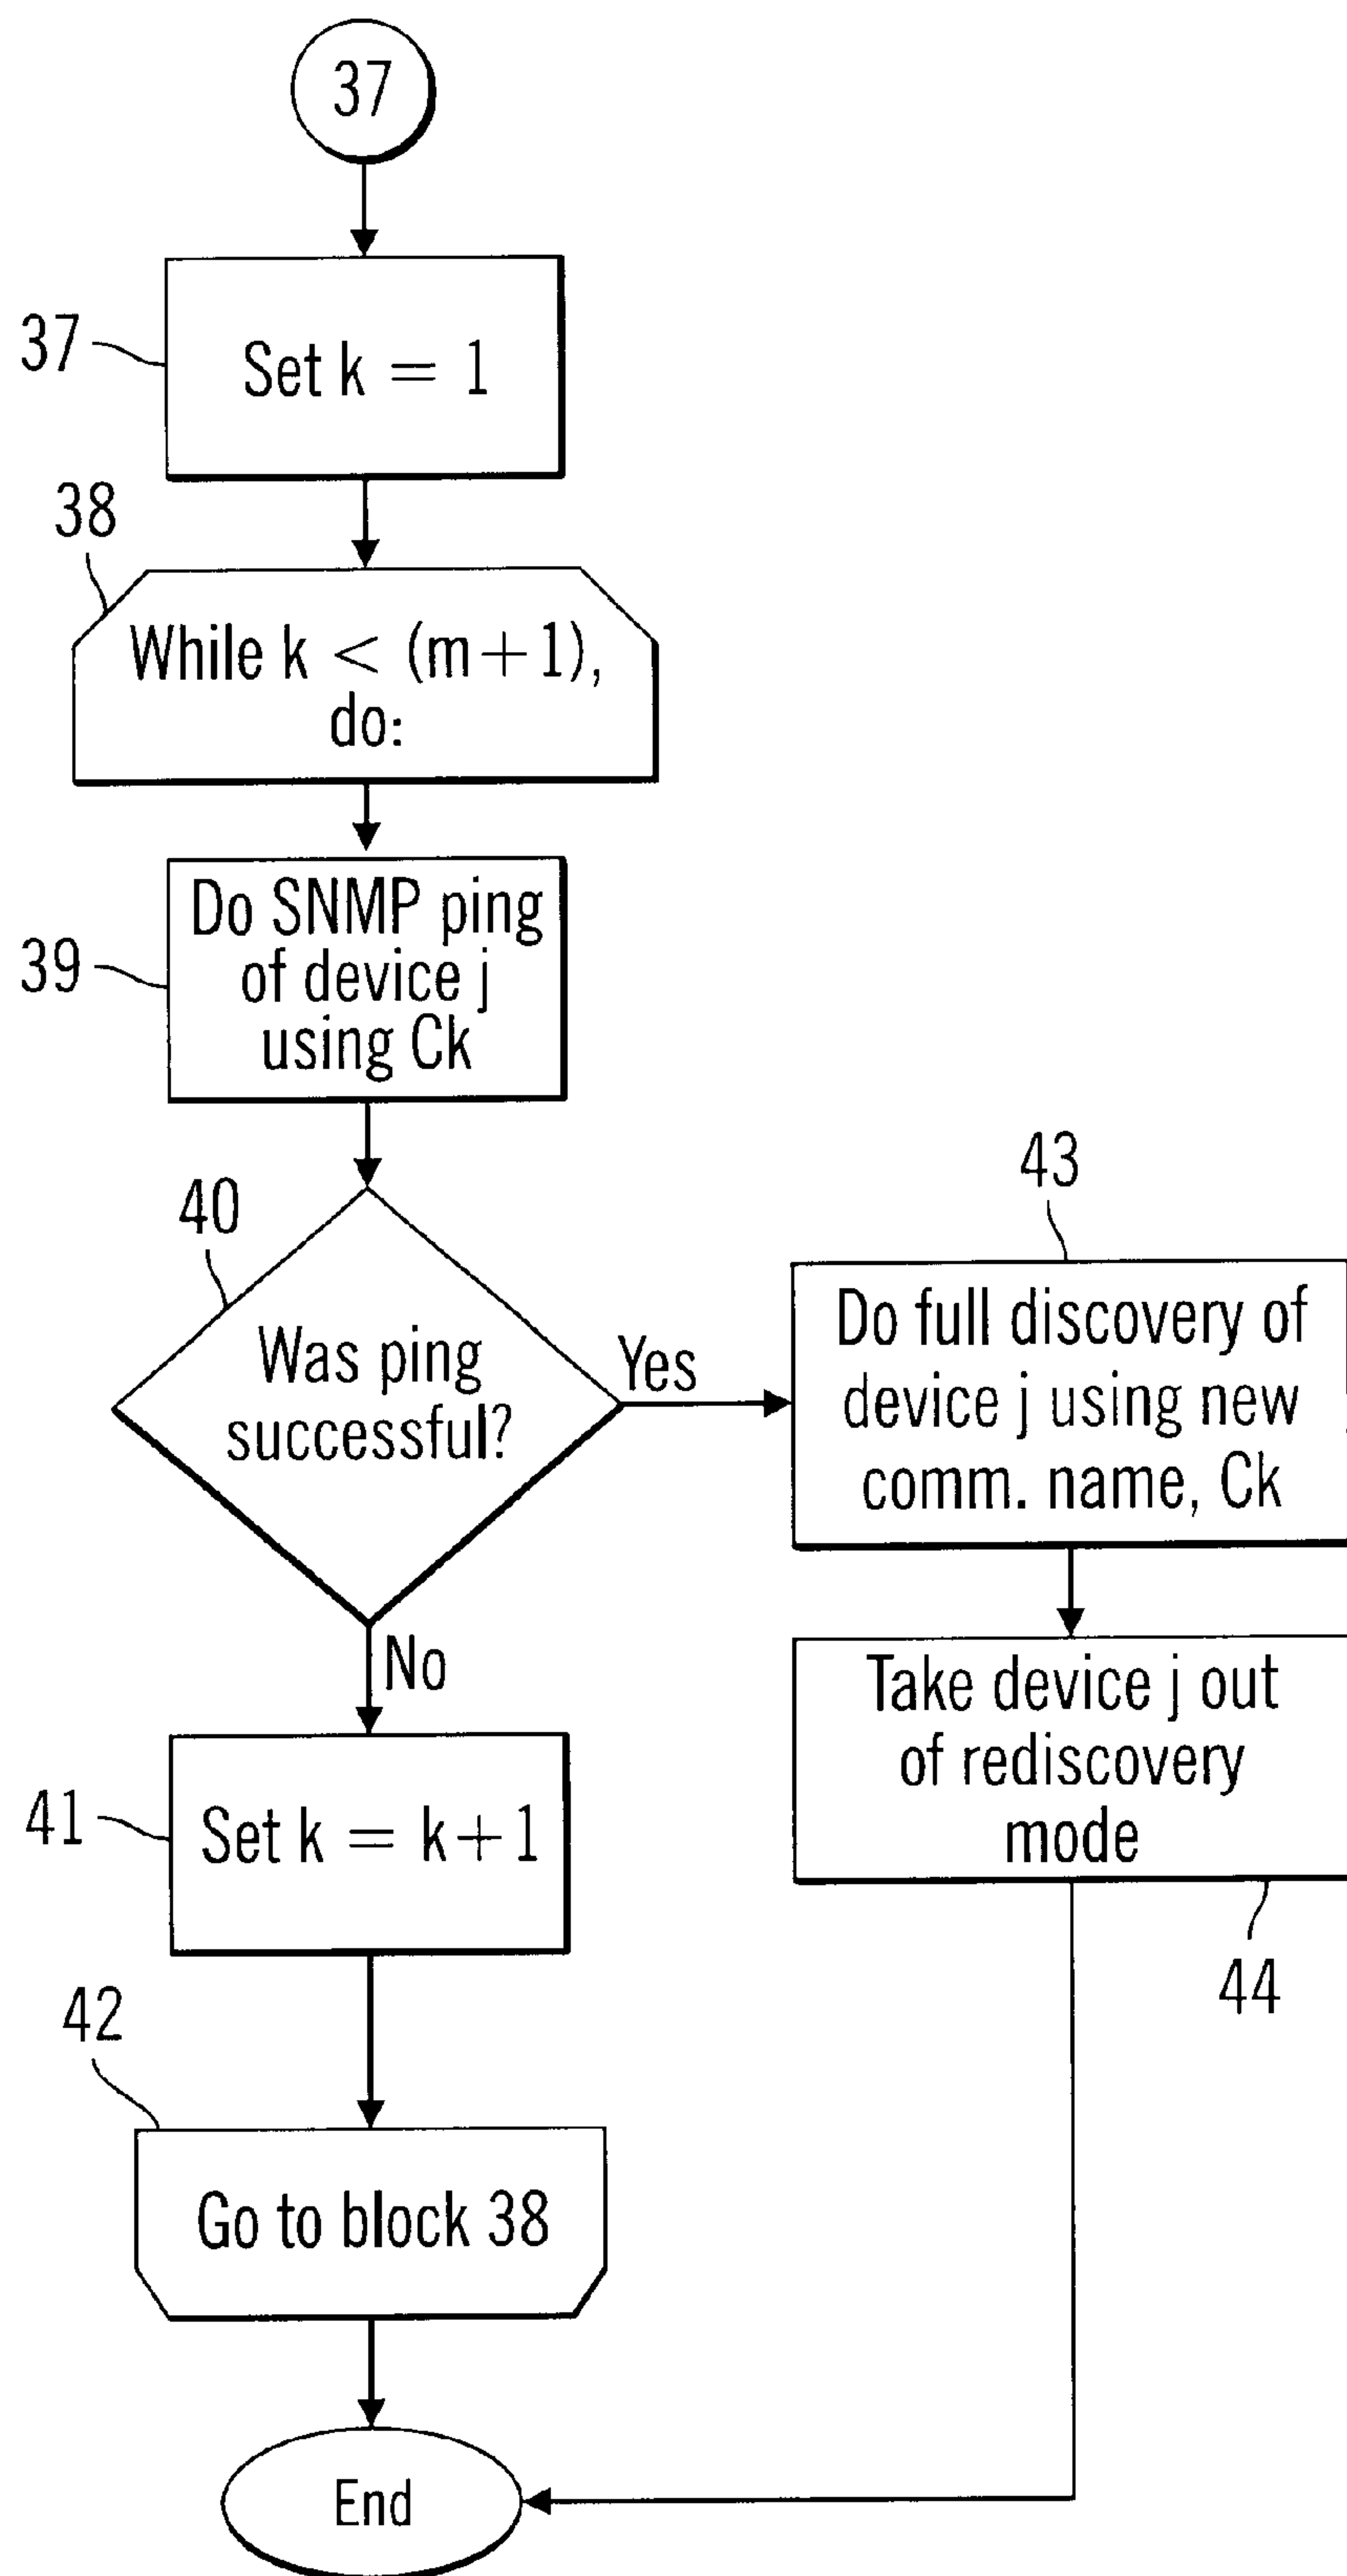 37
37
Set k = 1
38
While k < (m+1),
do:
39
Do SNMP ping
of device j
using Ck
40
Was ping
successful?
Yes
No
43
Do full discovery of
device j using new
comm. name, Ck
Take device j out
of rediscovery
mode
44
41
Set k = k+1
42
Go to block 38
End